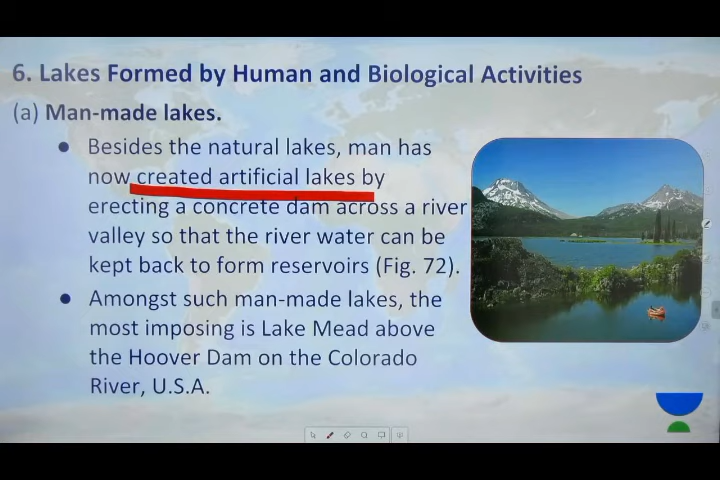 6. Lakes Formed by Human and Biological Activities
(a) Man-made lakes.
● Besides the natural lakes, man has
now created artificial lakes by
erecting a concrete dam across a river
valley so that the river water can be
kept back to form reservoirs (Fig. 72).
● Amongst such man-made lakes, the
most imposing is Lake Mead above
the Hoover Dam on the Colorado
River, U.S.A.